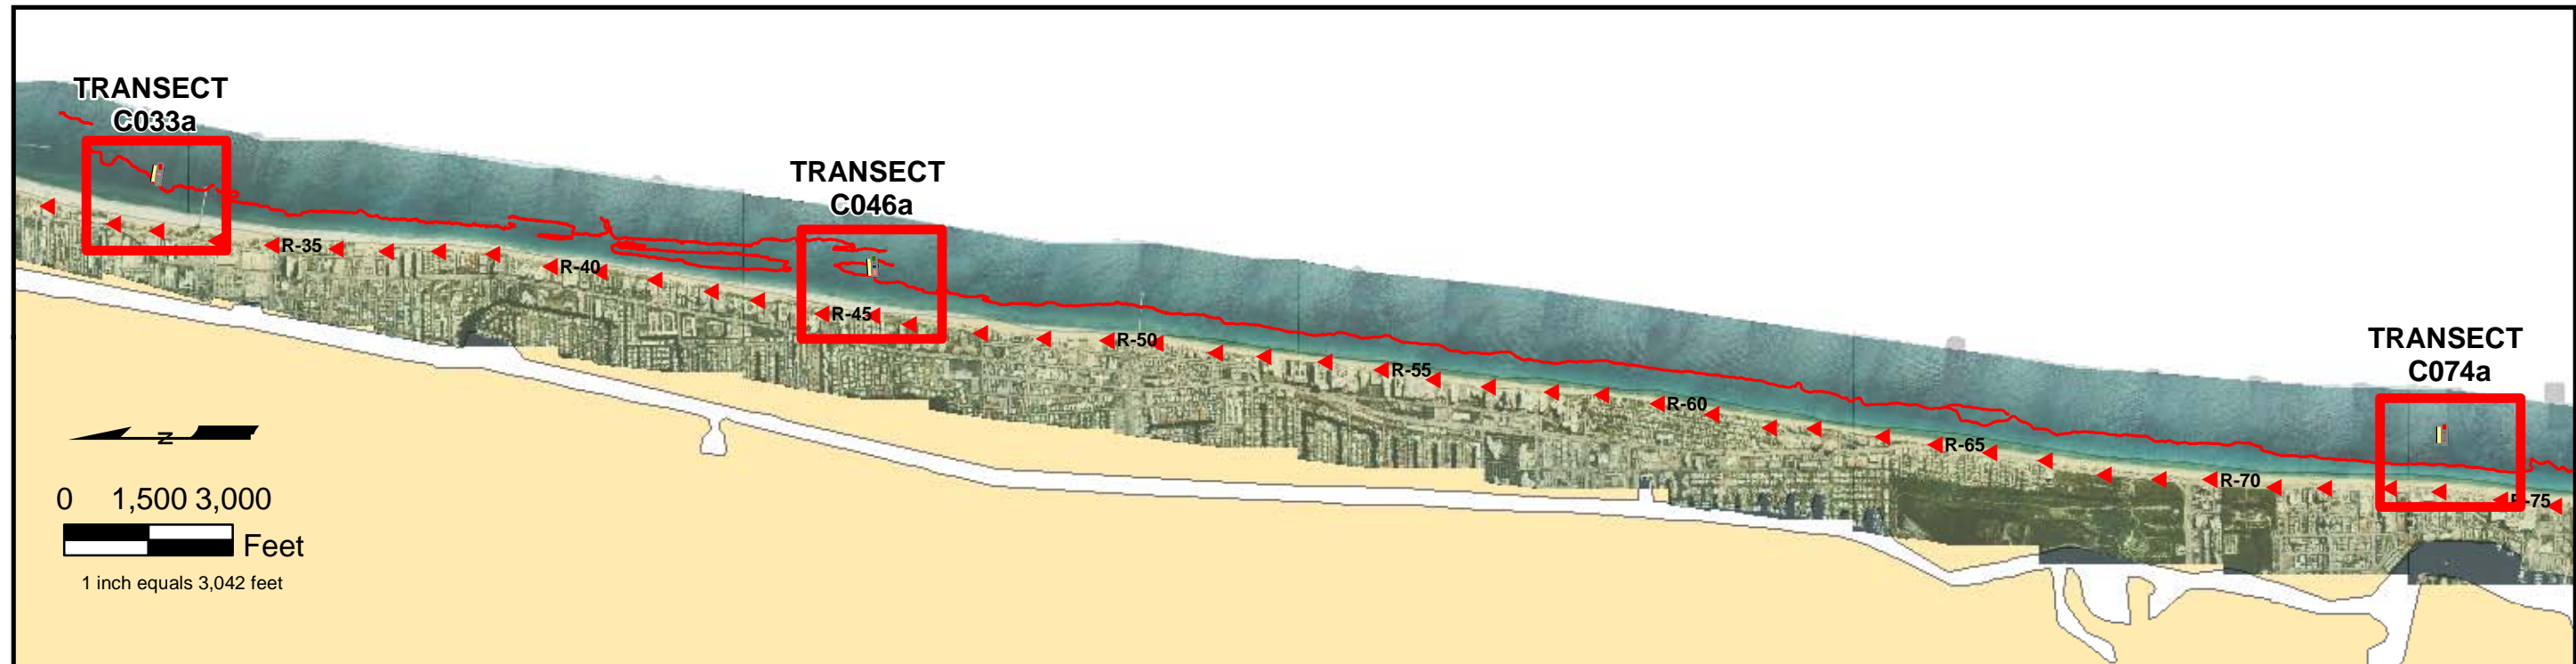 TRANSECT
C033a
TRANSECT
C046a
TRANSECT
C074a
R-35
R-40
R-45
R-50
R-55
R-60
R-65
R-70
R-75
N
0 1,500 3,000
Feet
1 inch equals 3,042 feet